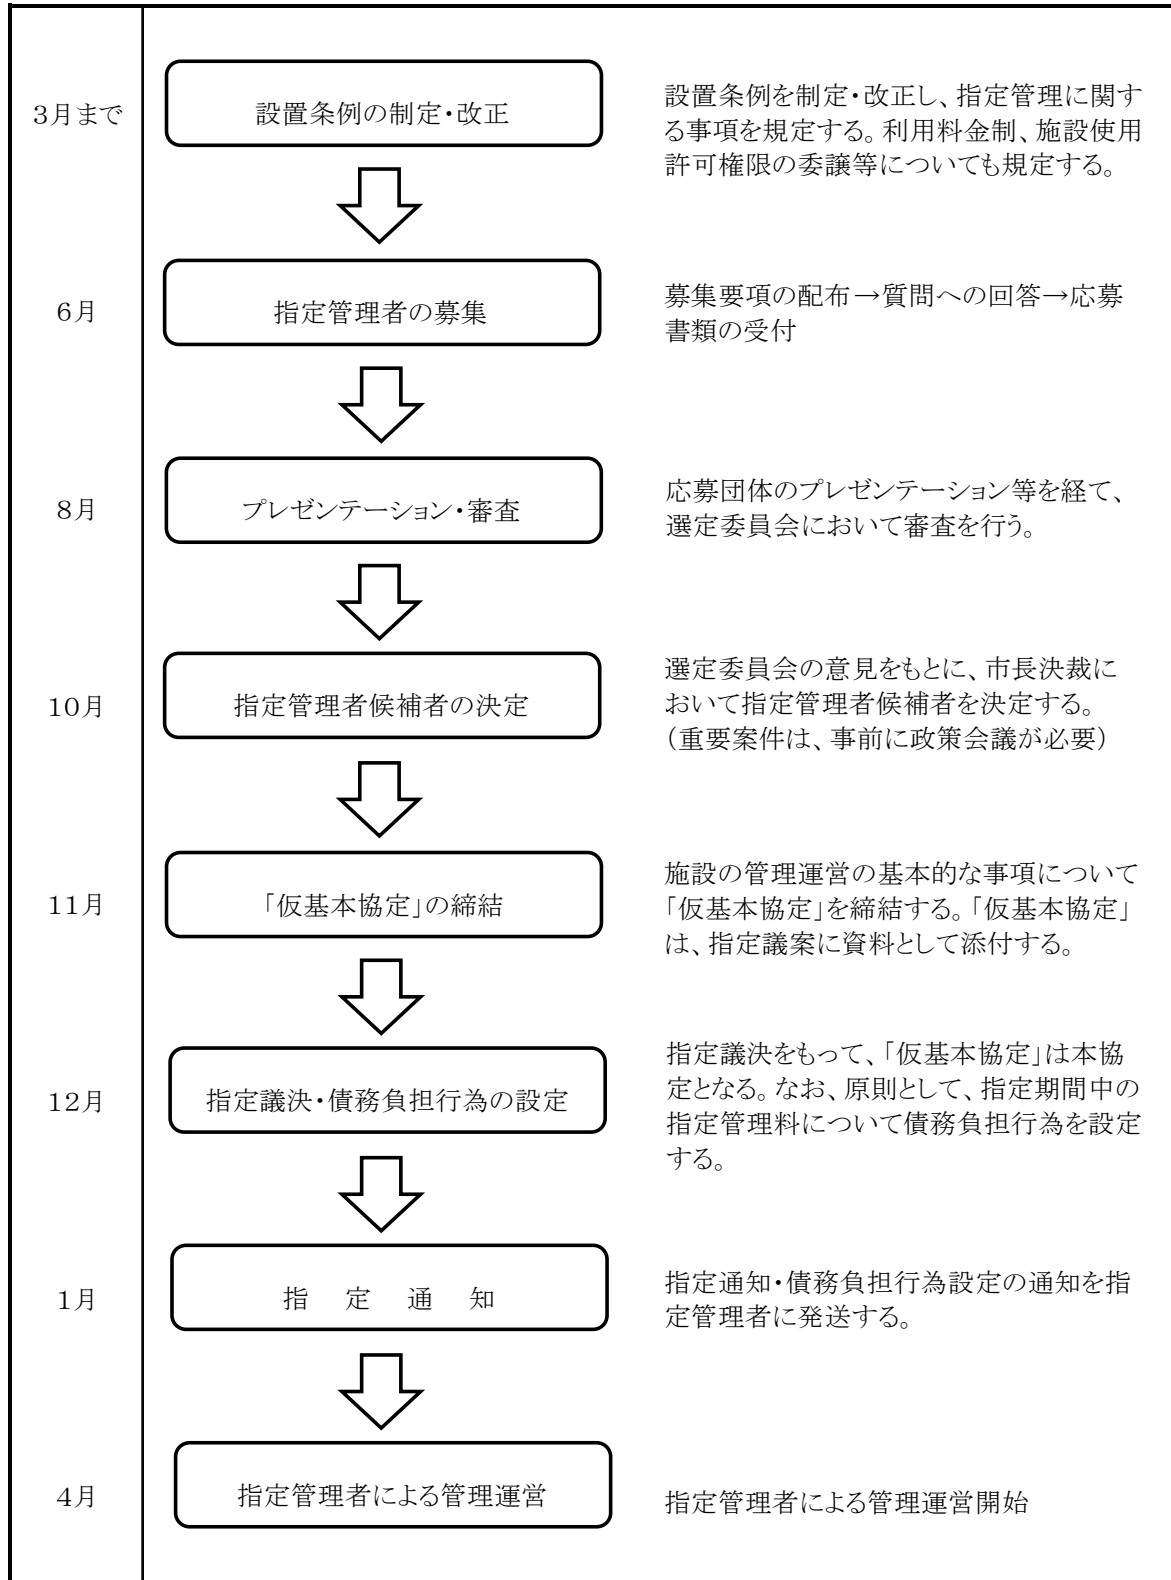 3月まで
設置条例の制定・改正
設置条例を制定・改正し、指定管理に関す
る事項を規定する。利用料金制、施設使用
許可権限の委譲等についても規定する。
6月
指定管理者の募集
募集要項の配布→質問への回答→応募
書類の受付
8月
プレゼンテーション・審査
応募団体のプレゼンテーション等を経て、
選定委員会において審査を行う。
10月
指定管理者候補者の決定
選定委員会の意見をもとに、市長決裁に
おいて指定管理者候補者を決定する。
(重要案件は、事前に政策会議が必要)
11月
「仮基本協定」の締結
施設の管理運営の基本的な事項について
「仮基本協定」を締結する。「仮基本協定」
は、指定議案に資料として添付する。
12月
指定議決・債務負担行為の設定
指定議決をもって、「仮基本協定」は本協
定となる。なお、原則として、指定期間中の
指定管理料について債務負担行為を設定
する。
1月
指 定 通 知
指定通知・債務負担行為設定の通知を指
定管理者に発送する。
4月
指定管理者による管理運営
指定管理者による管理運営開始